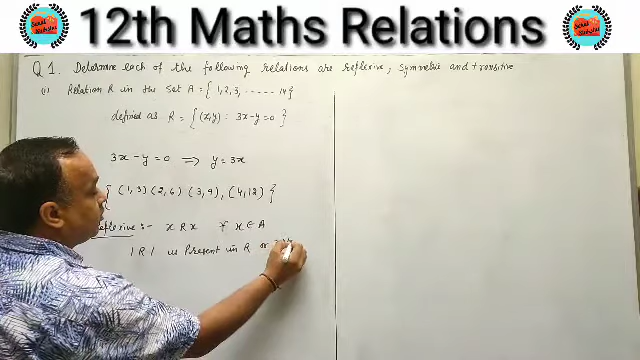 12th Maths Relations
Q1. Determine each of the following relations are reflexive, symmetric and transitive
(i) Relation R in the set A = { 1, 2, 3, ------ 14 }
defined as R = { (x,y) : 3x-y=0 }
3x - y = 0 ⇒ y = 3x
{ (1,3) (2,6) (3,9), (4,12) }
Reflexive :- x R x ∀ x ∈ A
1 R 1 is Present in R or